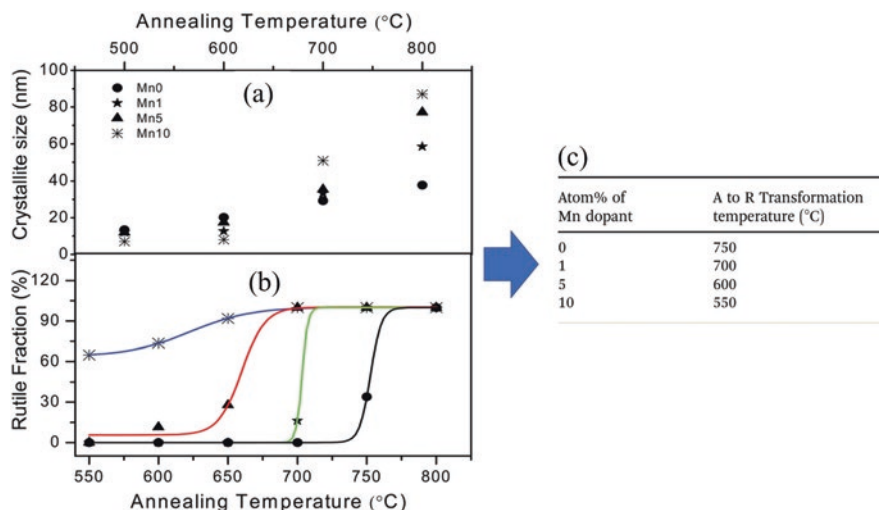 Annealing Temperature (°C)
500 600 700 800
100
80
60
40
20
0
Crystallite size (nm)
(a)
Mn0
Mn1
Mn5
Mn10
120
90
60
30
0
Rutile Fraction (%)
(b)
550 600 650 700 750 800
Annealing Temperature (°C)
(c)
Atom% of A to R Transformation
Mn dopant temperature (°C)
0 750
1 700
5 600
10 550